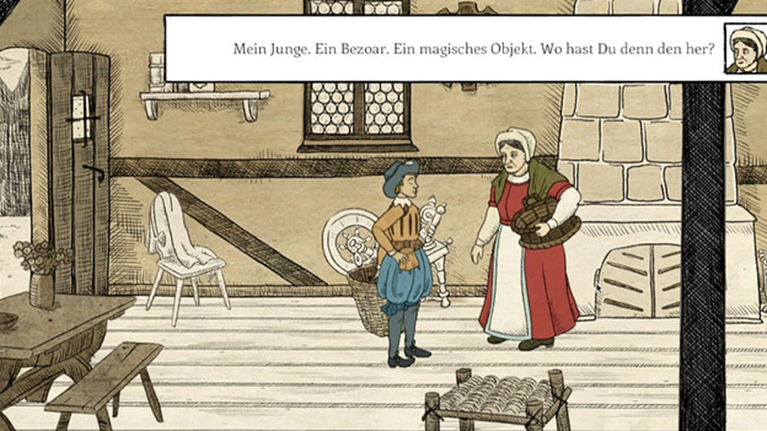 Mein Junge. Ein Bezoar. Ein magisches Objekt. Wo hast Du denn den her?